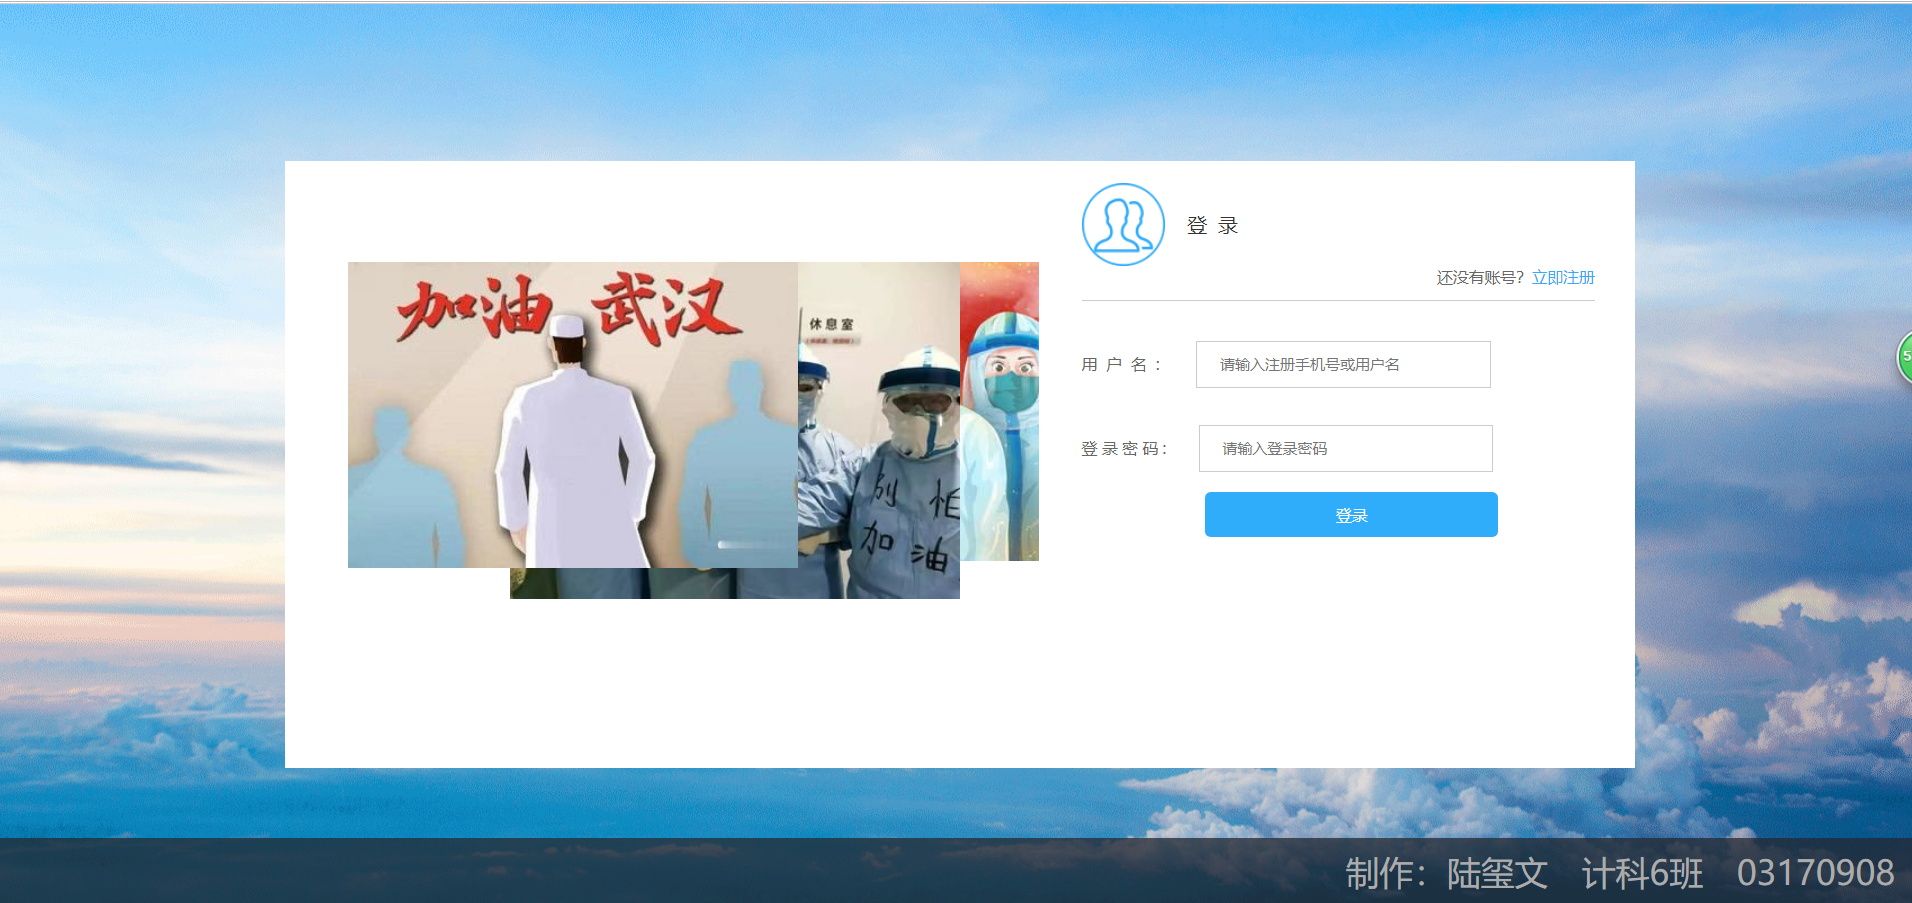 登 录
还没有账号？立即注册
加油 武汉
休息室
别 怕
加 油
用 户 名 ：
请输入注册手机号或用户名
登 录 密 码：
请输入登录密码
登录
制作：陆玺文 计科6班 03170908